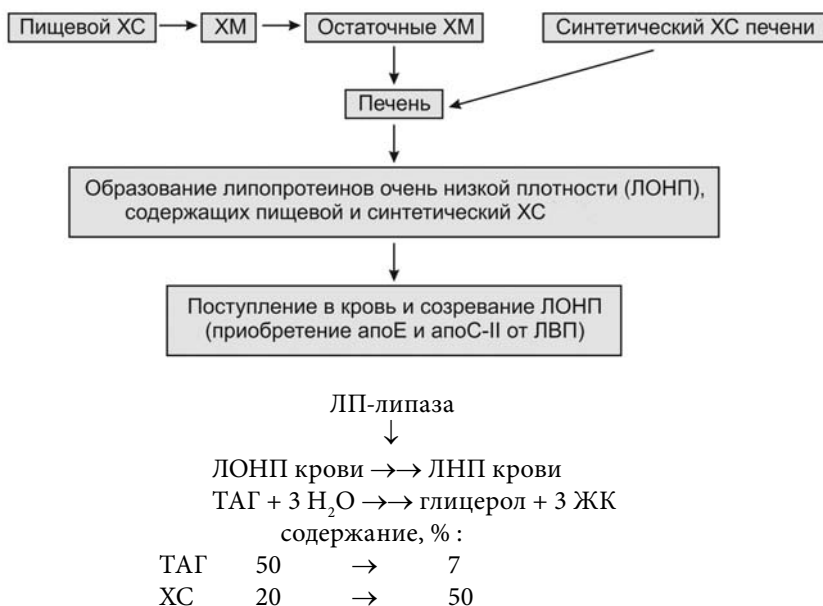 Пищевой ХС → ХМ → Остаточные ХМ
Синтетический ХС печени
Печень
Образование липопротеинов очень низкой плотности (ЛОНП),
содержащих пищевой и синтетический ХС
Поступление в кровь и созревание ЛОНП
(приобретение апоЕ и апоС-II от ЛВП)
ЛП-липаза
↓
ЛОНП крови →→ ЛНП крови
ТАГ + 3 H₂O →→ глицерол + 3 ЖК
содержание, % :
ТАГ 50 → 7
ХС 20 → 50